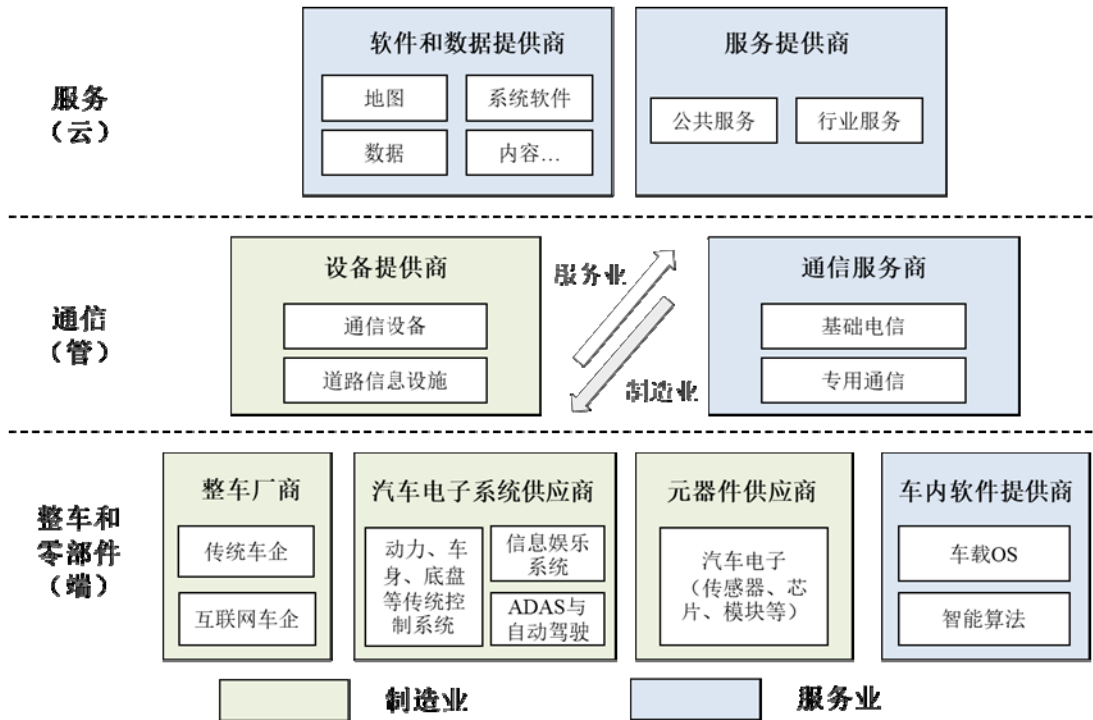 软件和数据提供商
地图
系统软件
数据
内容…
服务提供商
公共服务
行业服务
服务
（云）
设备提供商
通信设备
道路信息设施
服务业
制造业
通信服务商
基础电信
专用通信
通信
（管）
整车厂商
传统车企
互联网车企
汽车电子系统供应商
动力、车
身、底盘
等传统控
制系统
信息娱乐
系统
ADAS与
自动驾驶
元器件供应商
汽车电子
（传感器、芯
片、模块等）
车内软件提供商
车载OS
智能算法
整车和
零部件
（端）
制造业
服务业